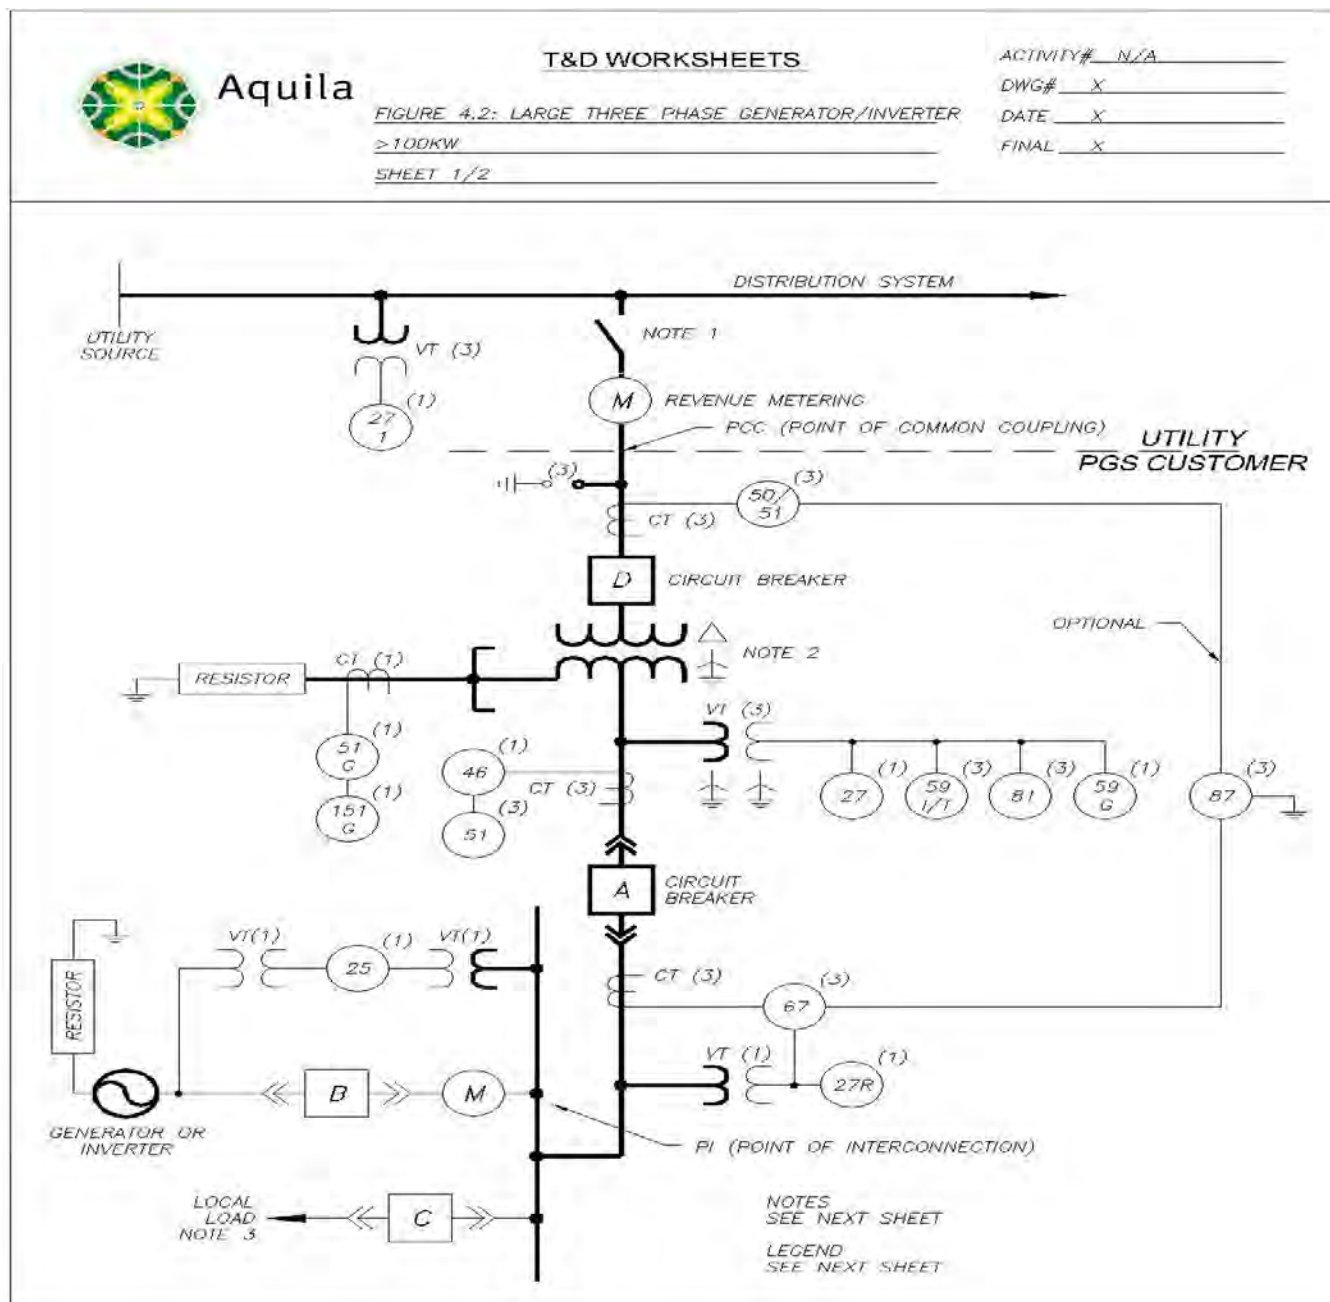 Aquila
T&D WORKSHEETS
FIGURE 4.2: LARGE THREE PHASE GENERATOR/INVERTER
>100KW
SHEET 1/2
ACTIVITY# N/A
DWG# X
DATE X
FINAL X
DISTRIBUTION SYSTEM
UTILITY
SOURCE
VT (3)
NOTE 1
(1)
27
1
M
REVENUE METERING
PCC (POINT OF COMMON COUPLING)
UTILITY
PGS CUSTOMER
(3)
CT (3)
50/
51
(3)
D
CIRCUIT BREAKER
OPTIONAL
NOTE 2
RESISTOR
CT (1)
VT (3)
51
G
(1)
151
G
(1)
46
(1)
51
(3)
CT (3)
27
(1)
59
I/T
(3)
81
(3)
59
G
(1)
87
(3)
A
CIRCUIT
BREAKER
VT(1)
25
(1)
VT(1)
CT (3)
67
(3)
RESISTOR
VT (1)
27R
(1)
B
M
GENERATOR OR
INVERTER
PI (POINT OF INTERCONNECTION)
LOCAL
LOAD
NOTE 3
C
NOTES
SEE NEXT SHEET
LEGEND
SEE NEXT SHEET